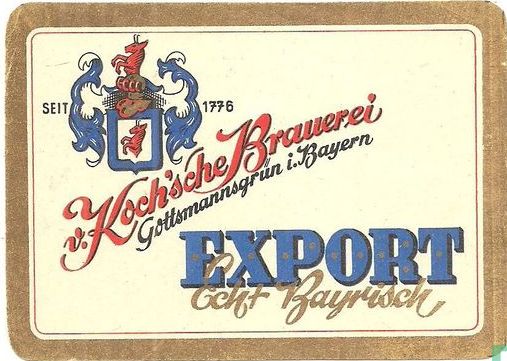 SEIT 1776
v. Koch'sche Brauerei
Gottsmannsgrün i. Bayern
EXPORT
Echt Bayrisch